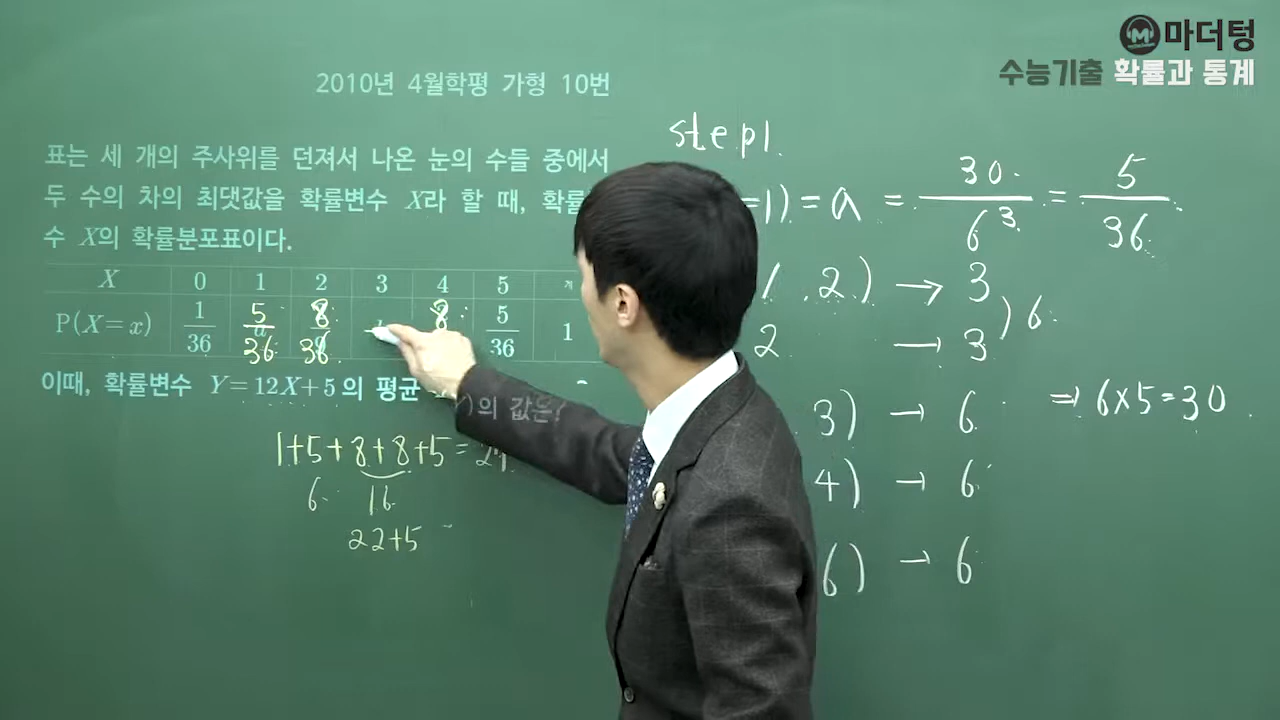 마더텅
수능기출 확률과 통계
2010년 4월학평 가형 10번
표는 세 개의 주사위를 던져서 나온 눈의 수들 중에서
두 수의 차의 최댓값을 확률변수 X라 할 때,
수 X의 확률분포표이다.
X 0 1 2 3 4 5
P(X=x) 1/36 5/36 8/36 8 5/36 1
이때, 확률변수 Y=12X+5의 평균 )의 값은?
1+5+8+8+5=
6 16
22+5
step1.
=1)=a = 30/6³ = 5/36
1, 2) → 3
2 → 3 ) 6
3) → 6 ⇒ 6×5=30
4) → 6
6) → 6